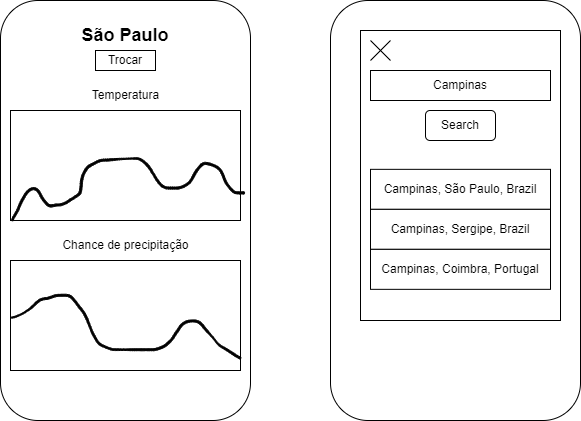 São Paulo
Trocar
Temperatura
Chance de precipitação
Campinas
Search
Campinas, São Paulo, Brazil
Campinas, Sergipe, Brazil
Campinas, Coimbra, Portugal